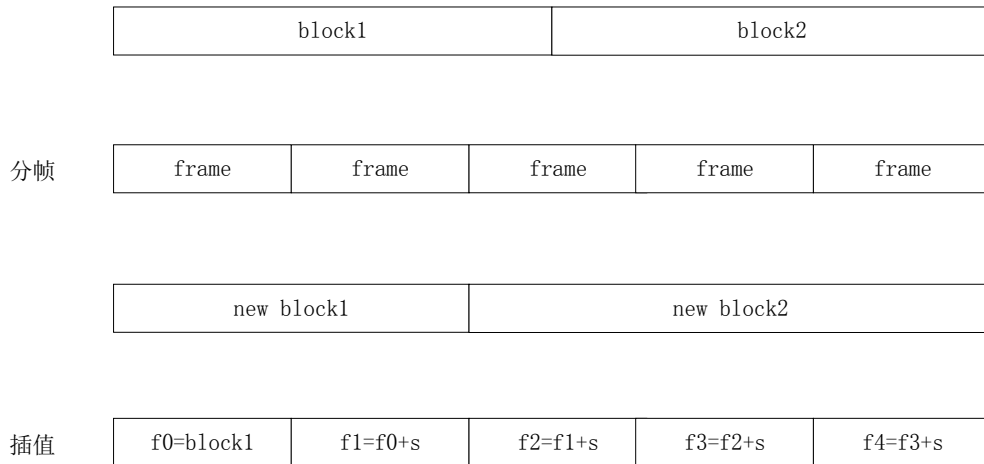 block1 block2
分帧 frame frame frame frame frame
new block1 new block2
插值 f0=block1 f1=f0+s f2=f1+s f3=f2+s f4=f3+s